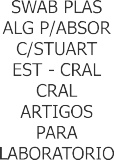 SWAB PLAS
ALG P/ABSOR
C/STUART
EST - CRAL
CRAL
ARTIGOS
PARA
LABORATORIO